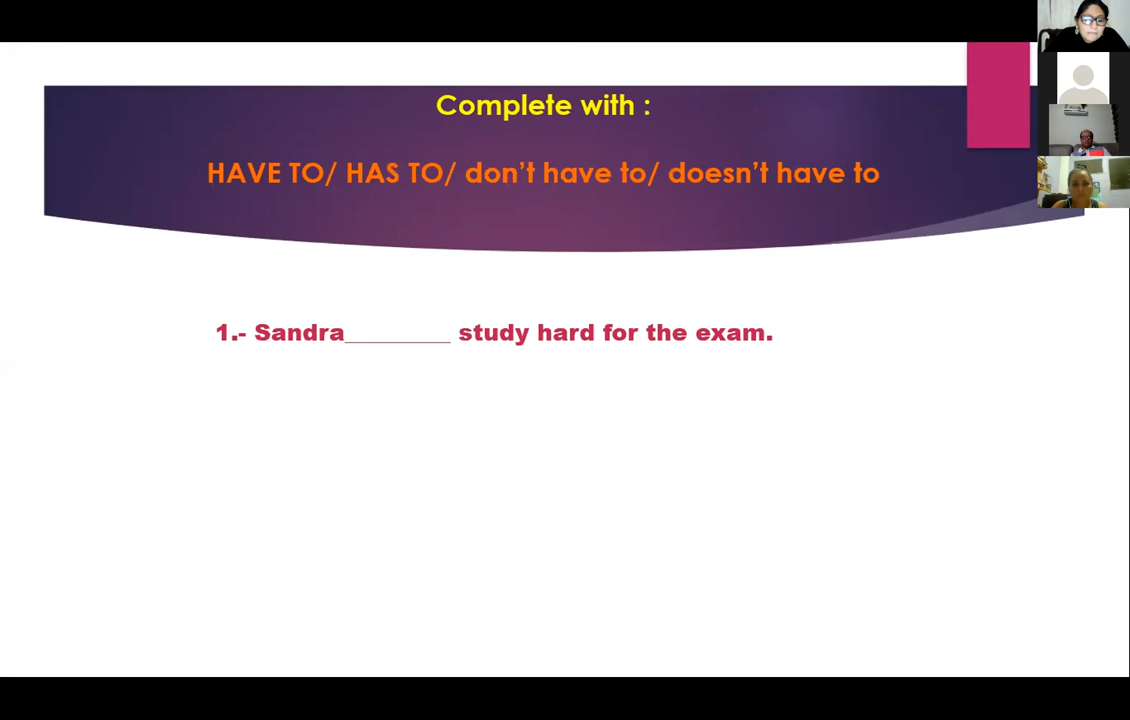 Complete with :
HAVE TO/ HAS TO/ don’t have to/ doesn’t have to
1.- Sandra________ study hard for the exam.